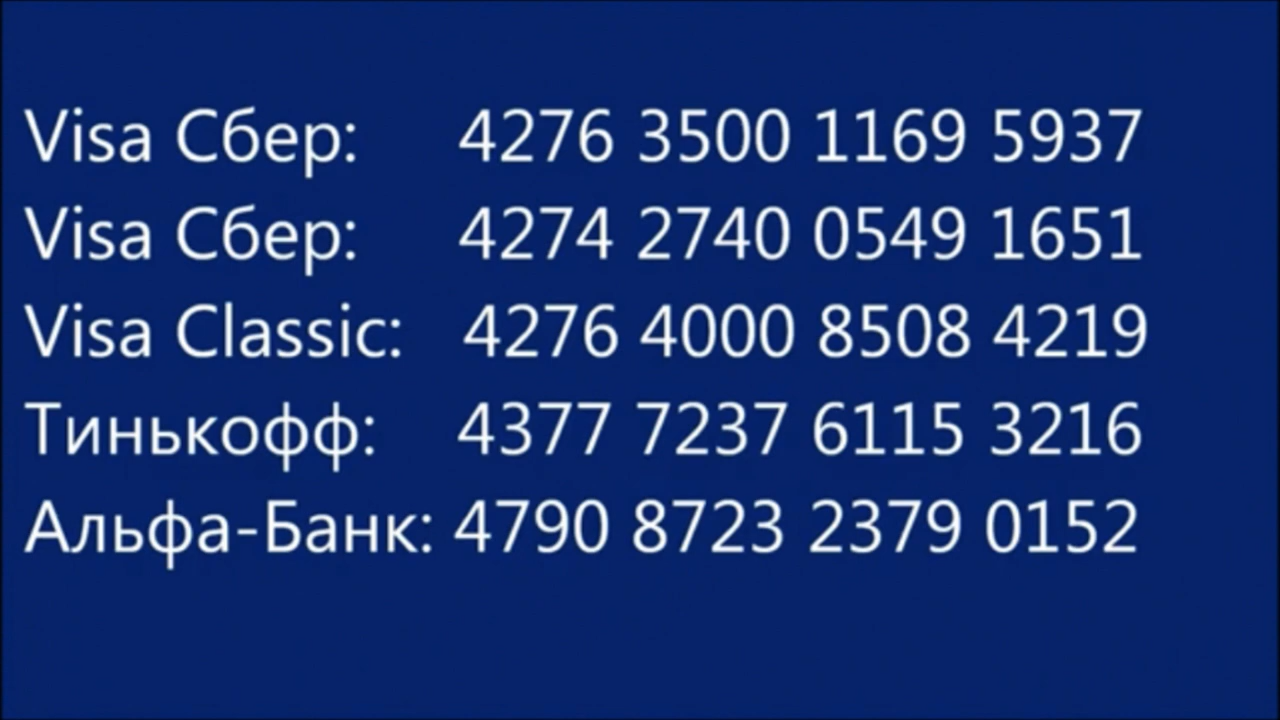 Visa Сбер: 4276 3500 1169 5937
Visa Сбер: 4274 2740 0549 1651
Visa Classic: 4276 4000 8508 4219
Тинькофф: 4377 7237 6115 3216
Альфа-Банк: 4790 8723 2379 0152